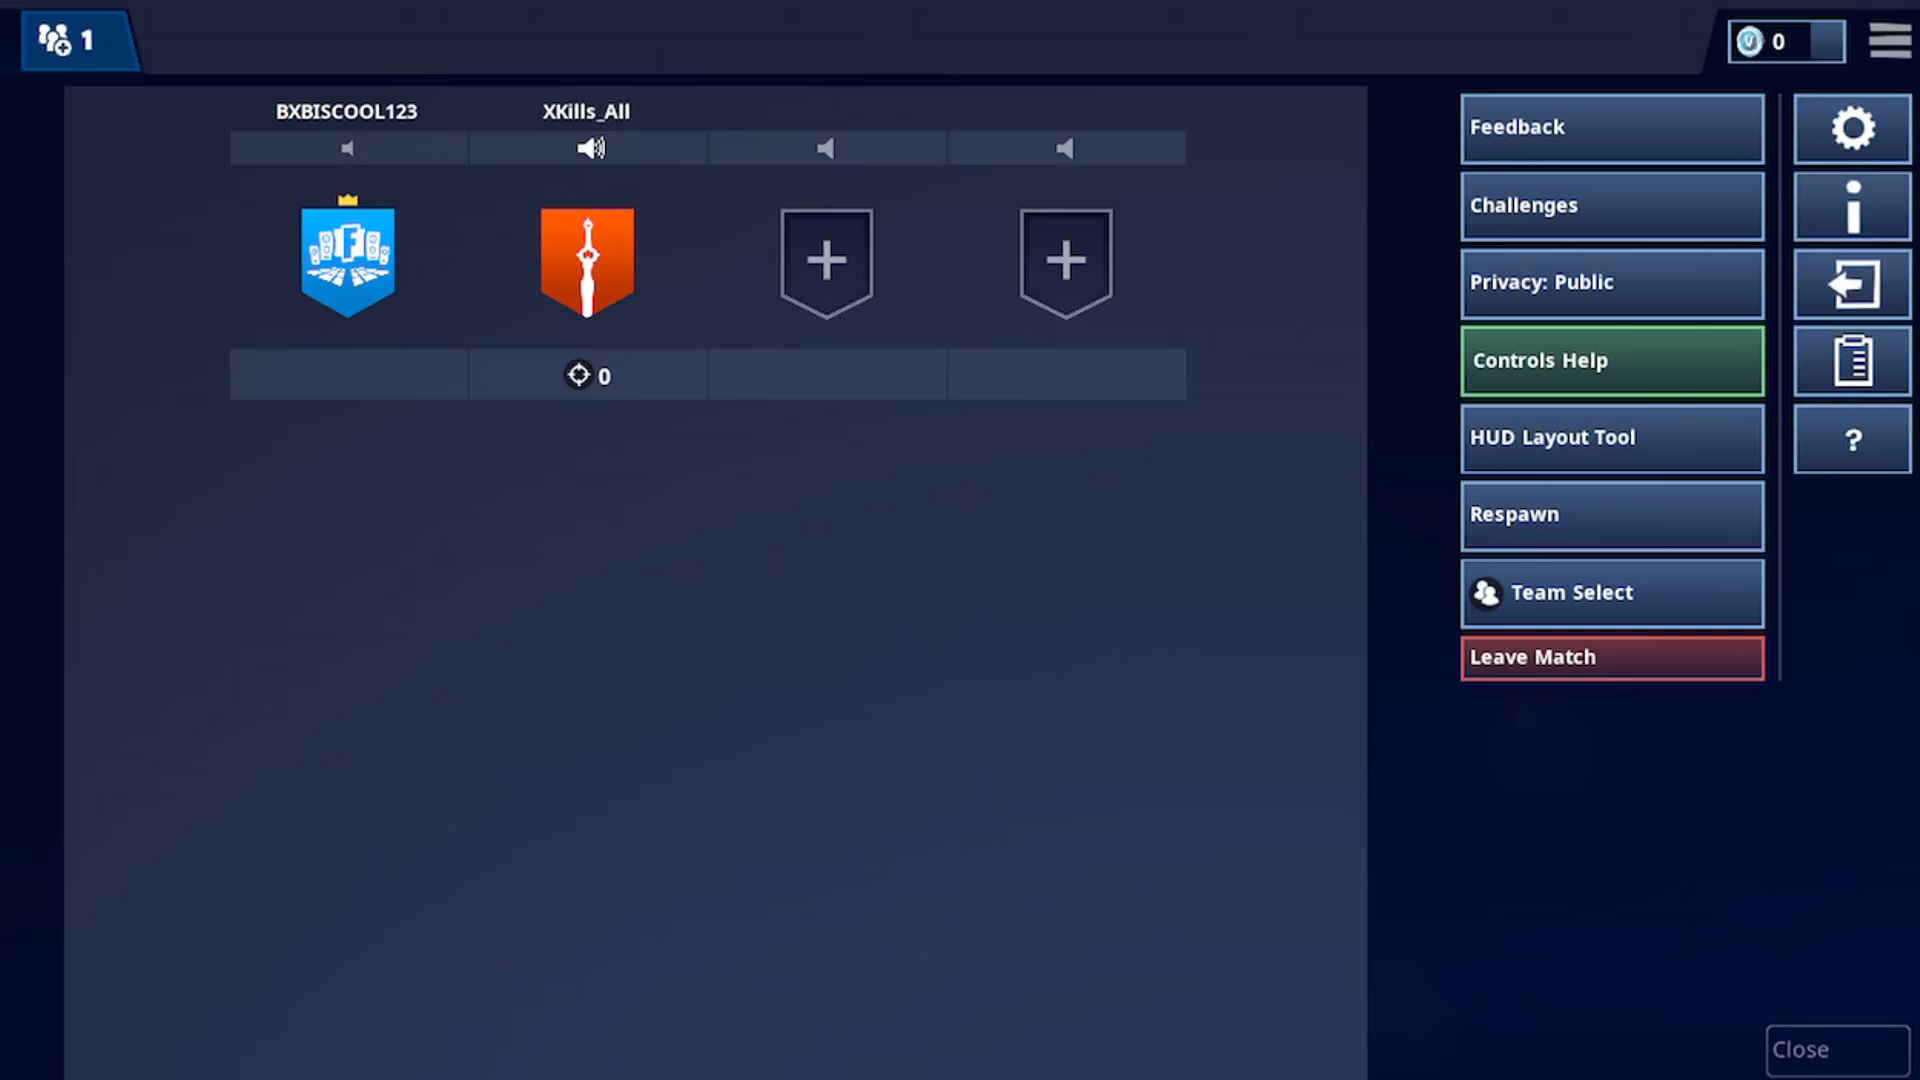 1
0
BXBISCOOL123
XKills_All
F
0
Feedback
Challenges
Privacy: Public
Controls Help
HUD Layout Tool
?
Respawn
Team Select
Leave Match
Close